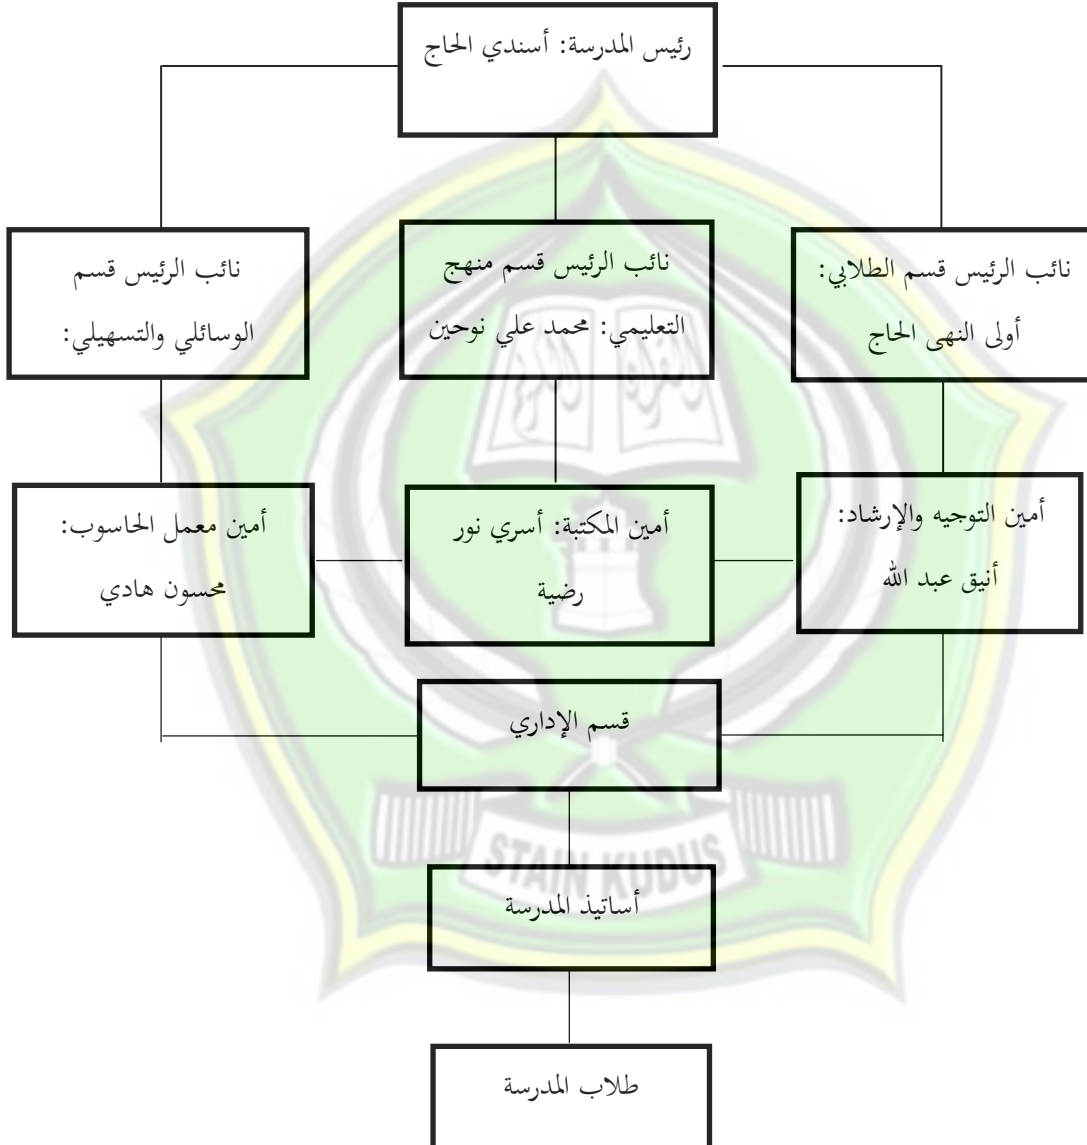 رئيس المدرسة: أسندي الحاج
نائب الرئيس قسم الطلابي:
أولى النهى الحاج
نائب الرئيس قسم منهج
التعليمي: محمد علي نوحين
نائب الرئيس قسم
الوسائلي والتسهيلي:
أمين التوجيه والإرشاد:
أنيق عبد الله
أمين المكتبة: أسري نور
رضية
أمين معمل الحاسوب:
محسون هادي
قسم الإداري
STAIN KUDUS
أساتيذ المدرسة
طلاب المدرسة